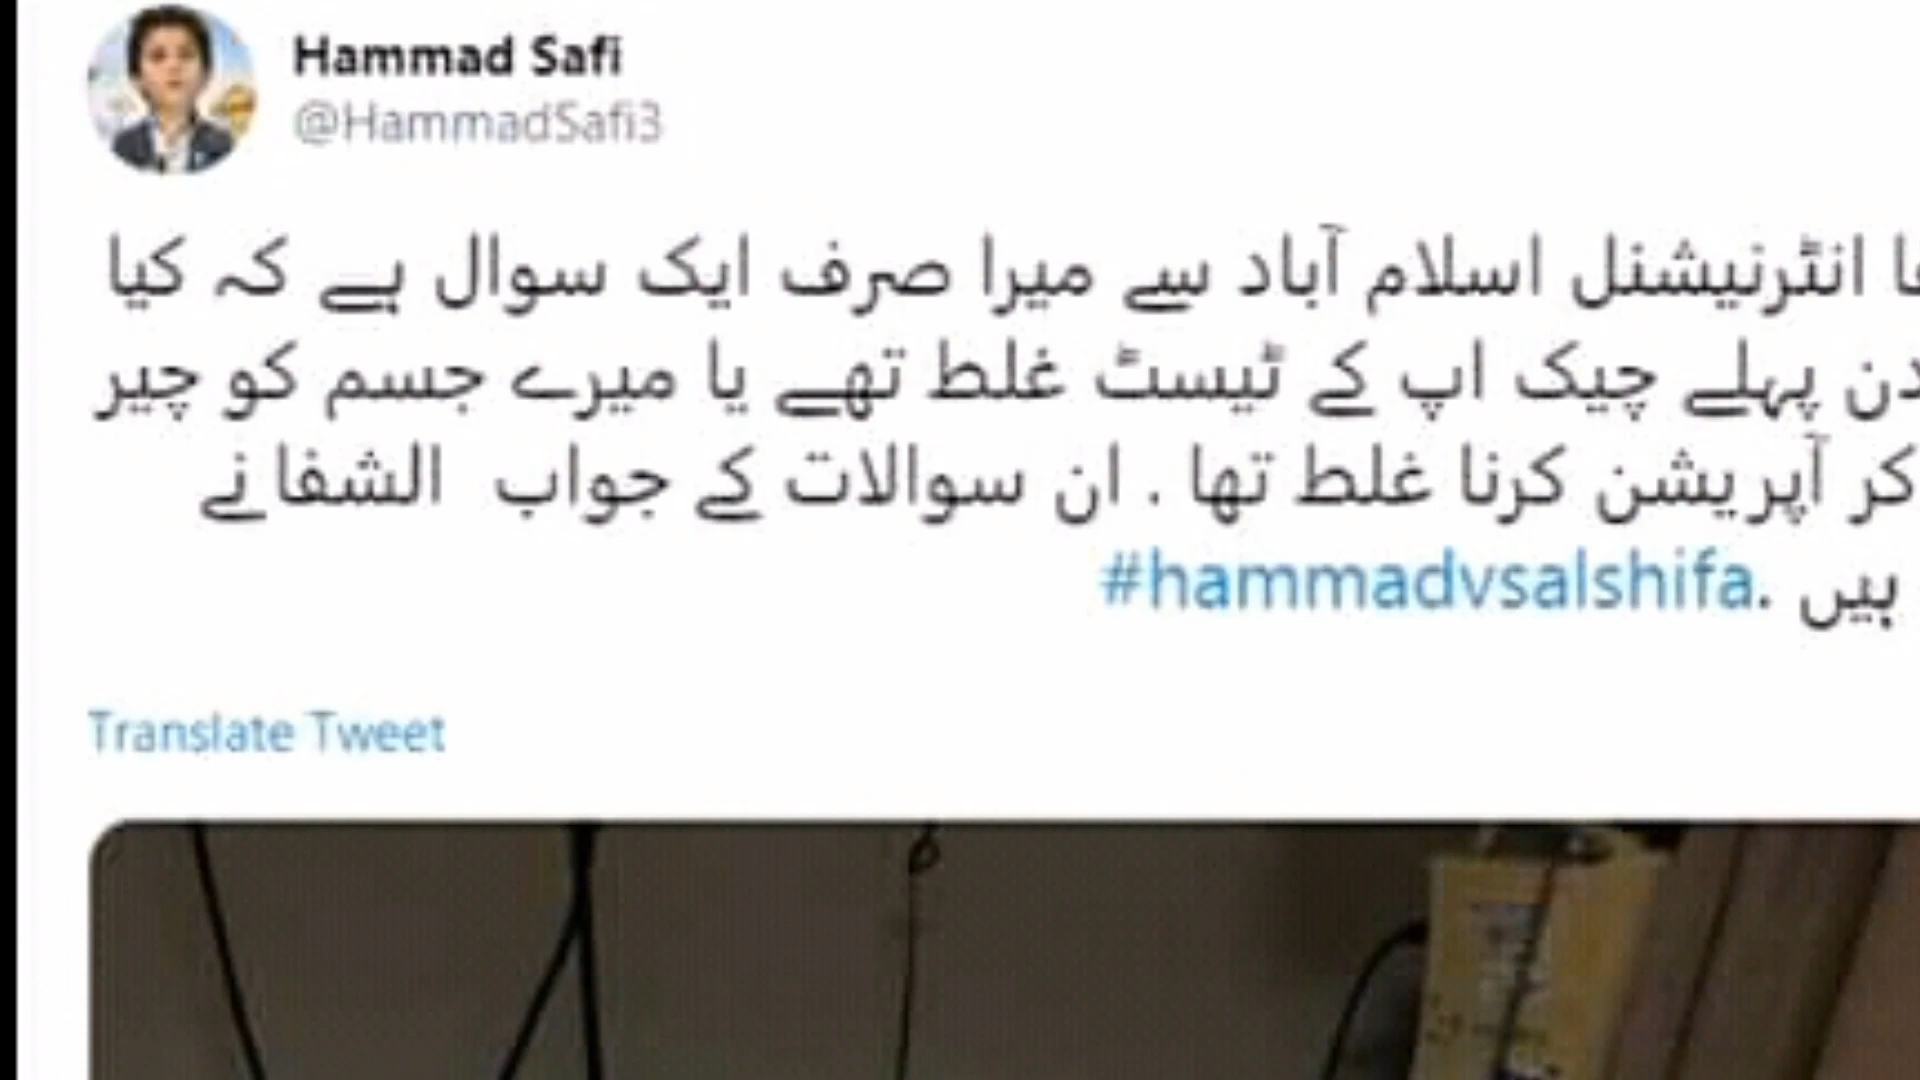 Hammad Safi
@HammadSafi3
انٹرنیشنل اسلام آباد سے میرا صرف ایک سوال ہے کہ کیا
دن پہلے چیک اپ کے ٹیسٹ غلط تھے یا میرے جسم کو چیر
کر آپریشن کرنا غلط تھا . ان سوالات کے جواب الشفا نے
ہیں .#hammadvsalshifa
Translate Tweet